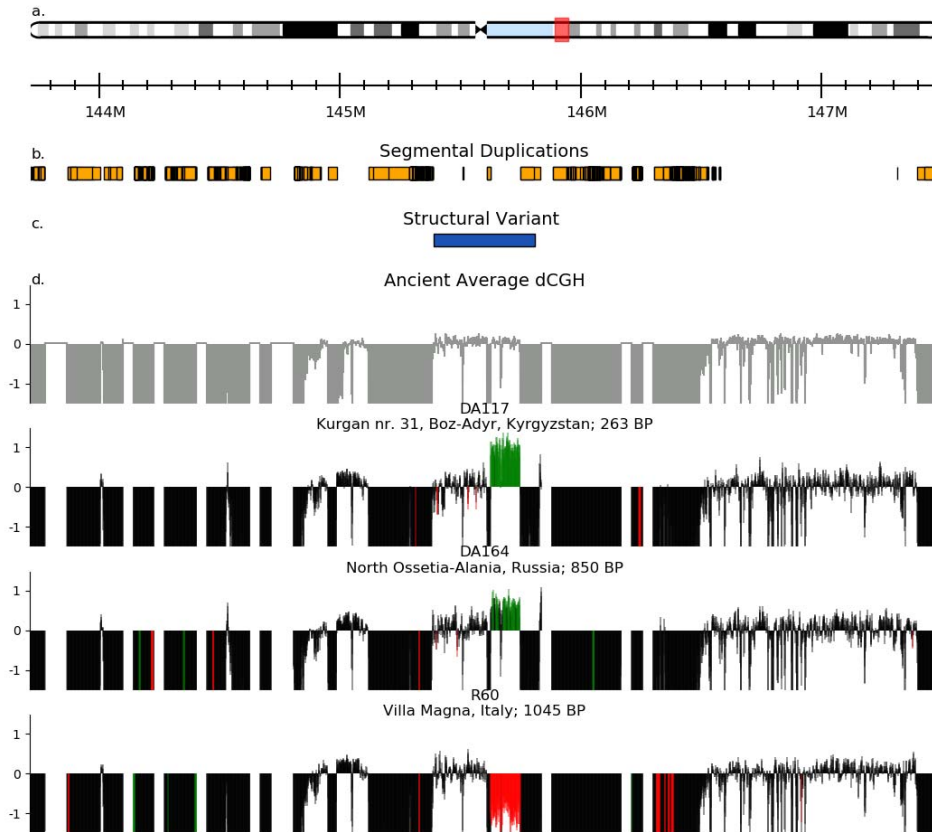 a.
144M 145M 146M 147M
b. Segmental Duplications
c. Structural Variant
d. Ancient Average dCGH
1
0
-1
DA117
Kurgan nr. 31, Boz-Adyr, Kyrgyzstan; 263 BP
1
0
-1
DA164
North Ossetia-Alania, Russia; 850 BP
1
0
-1
R60
Villa Magna, Italy; 1045 BP
1
0
-1